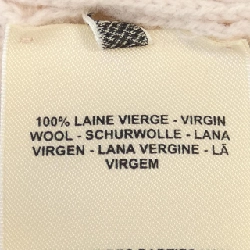 100% LAINE VIERGE - VIRGIN
WOOL - SCHURWOLLE - LANA
VIRGEN - LANA VERGINE - LÃ
VIRGEM